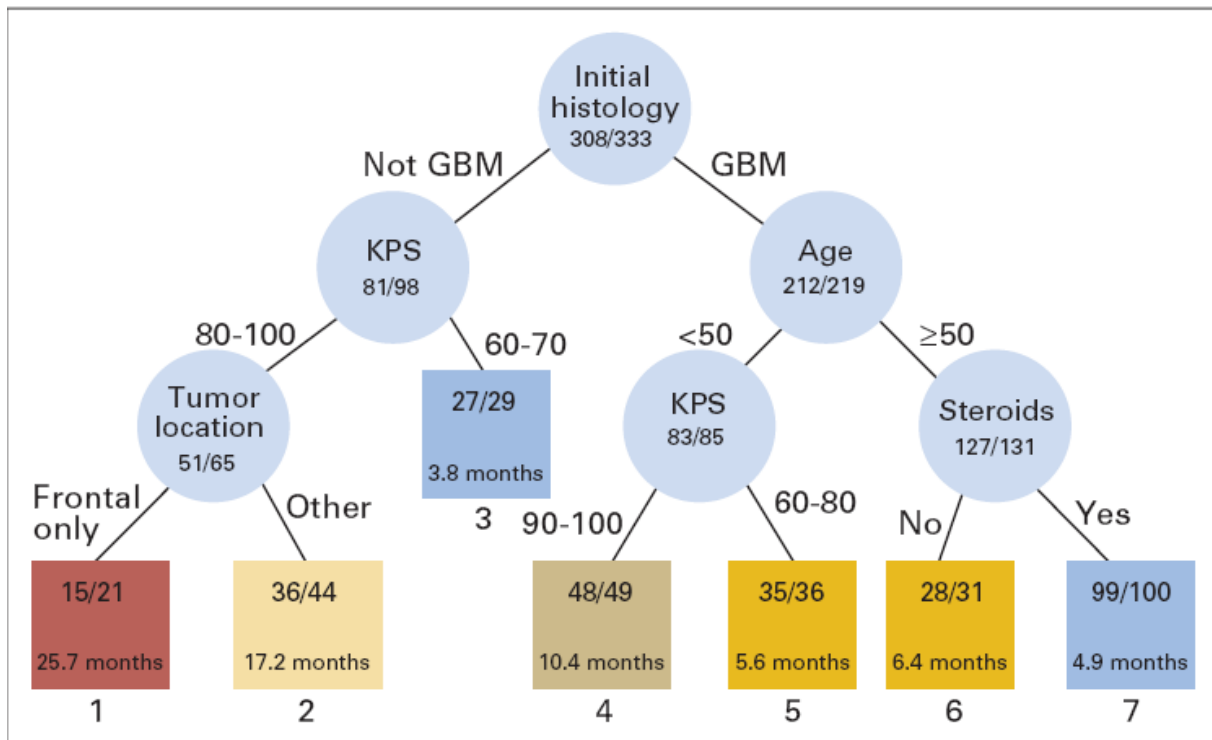 Initial
histology
308/333
Not GBM
GBM
KPS
81/98
Age
212/219
80-100
60-70
<50
≥50
Tumor
location
51/65
27/29
3.8 months
3
KPS
83/85
Steroids
127/131
Frontal
only
Other
90-100
60-80
No
Yes
15/21
25.7 months
1
36/44
17.2 months
2
48/49
10.4 months
4
35/36
5.6 months
5
28/31
6.4 months
6
99/100
4.9 months
7